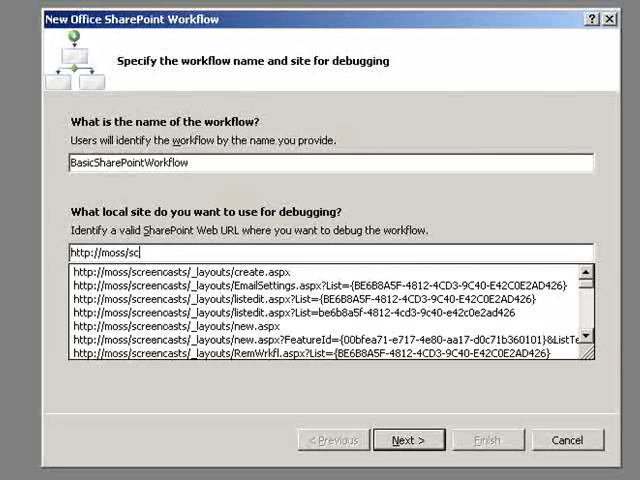 New Office SharePoint Workflow
Specify the workflow name and site for debugging
What is the name of the workflow?
Users will identify the workflow by the name you provide.
BasicSharePointWorkflow
What local site do you want to use for debugging?
Identify a valid SharePoint Web URL where you want to debug the workflow.
http://moss/sc
http://moss/screencasts/_layouts/create.aspx
http://moss/screencasts/_layouts/EmailSettings.aspx?List={BE6B8A5F-4812-4CD3-9C40-E42C0E2AD426}
http://moss/screencasts/_layouts/listedit.aspx?List={BE6B8A5F-4812-4CD3-9C40-E42C0E2AD426}
http://moss/screencasts/_layouts/listedit.aspx?List=be6b8a5f-4812-4cd3-9c40-e42c0e2ad426
http://moss/screencasts/_layouts/new.aspx
http://moss/screencasts/_layouts/new.aspx?FeatureId={00bfea71-e717-4e80-aa17-d0c71b360101}&ListTe
http://moss/screencasts/_layouts/RemWrkfl.aspx?List={BE6B8A5F-4812-4CD3-9C40-E42C0E2AD426}
< Previous Next > Finish Cancel